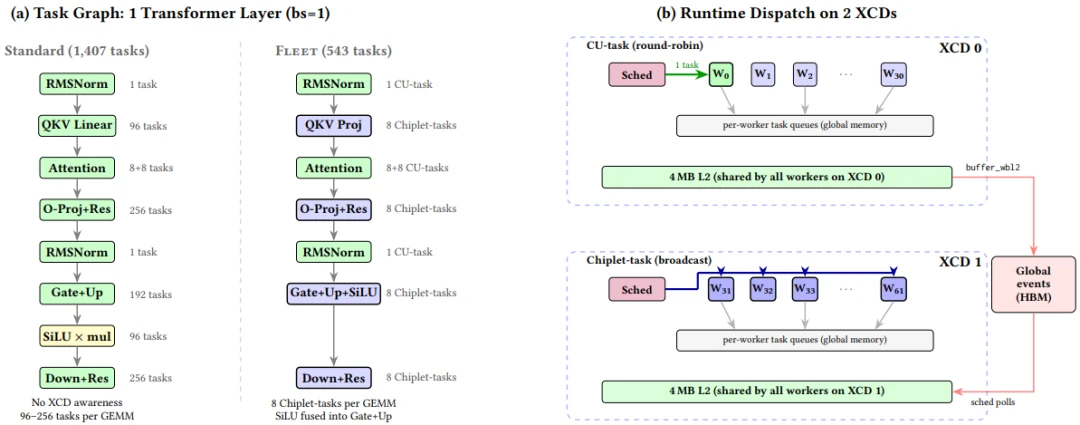 (a) Task Graph: 1 Transformer Layer (bs=1)
Standard (1,407 tasks)
RMSNorm 1 task
QKV Linear 96 tasks
Attention 8+8 tasks
O-Proj+Res 256 tasks
RMSNorm 1 task
Gate+Up 192 tasks
SiLU × mul 96 tasks
Down+Res 256 tasks
No XCD awareness
96–256 tasks per GEMM
FLEET (543 tasks)
RMSNorm 1 CU-task
QKV Proj 8 Chiplet-tasks
Attention 8+8 CU-tasks
O-Proj+Res 8 Chiplet-tasks
RMSNorm 1 CU-task
Gate+Up+SiLU 8 Chiplet-tasks
Down+Res 8 Chiplet-tasks
8 Chiplet-tasks per GEMM
SiLU fused into Gate+Up
(b) Runtime Dispatch on 2 XCDs
CU-task (round-robin) XCD 0
Sched 1 task W0 W1 W2 ··· W30
per-worker task queues (global memory)
4 MB L2 (shared by all workers on XCD 0)
buffer_wbl2
Chiplet-task (broadcast) XCD 1
Sched W31 W32 W33 ··· W61
per-worker task queues (global memory)
4 MB L2 (shared by all workers on XCD 1)
Global
events
(HBM)
sched polls